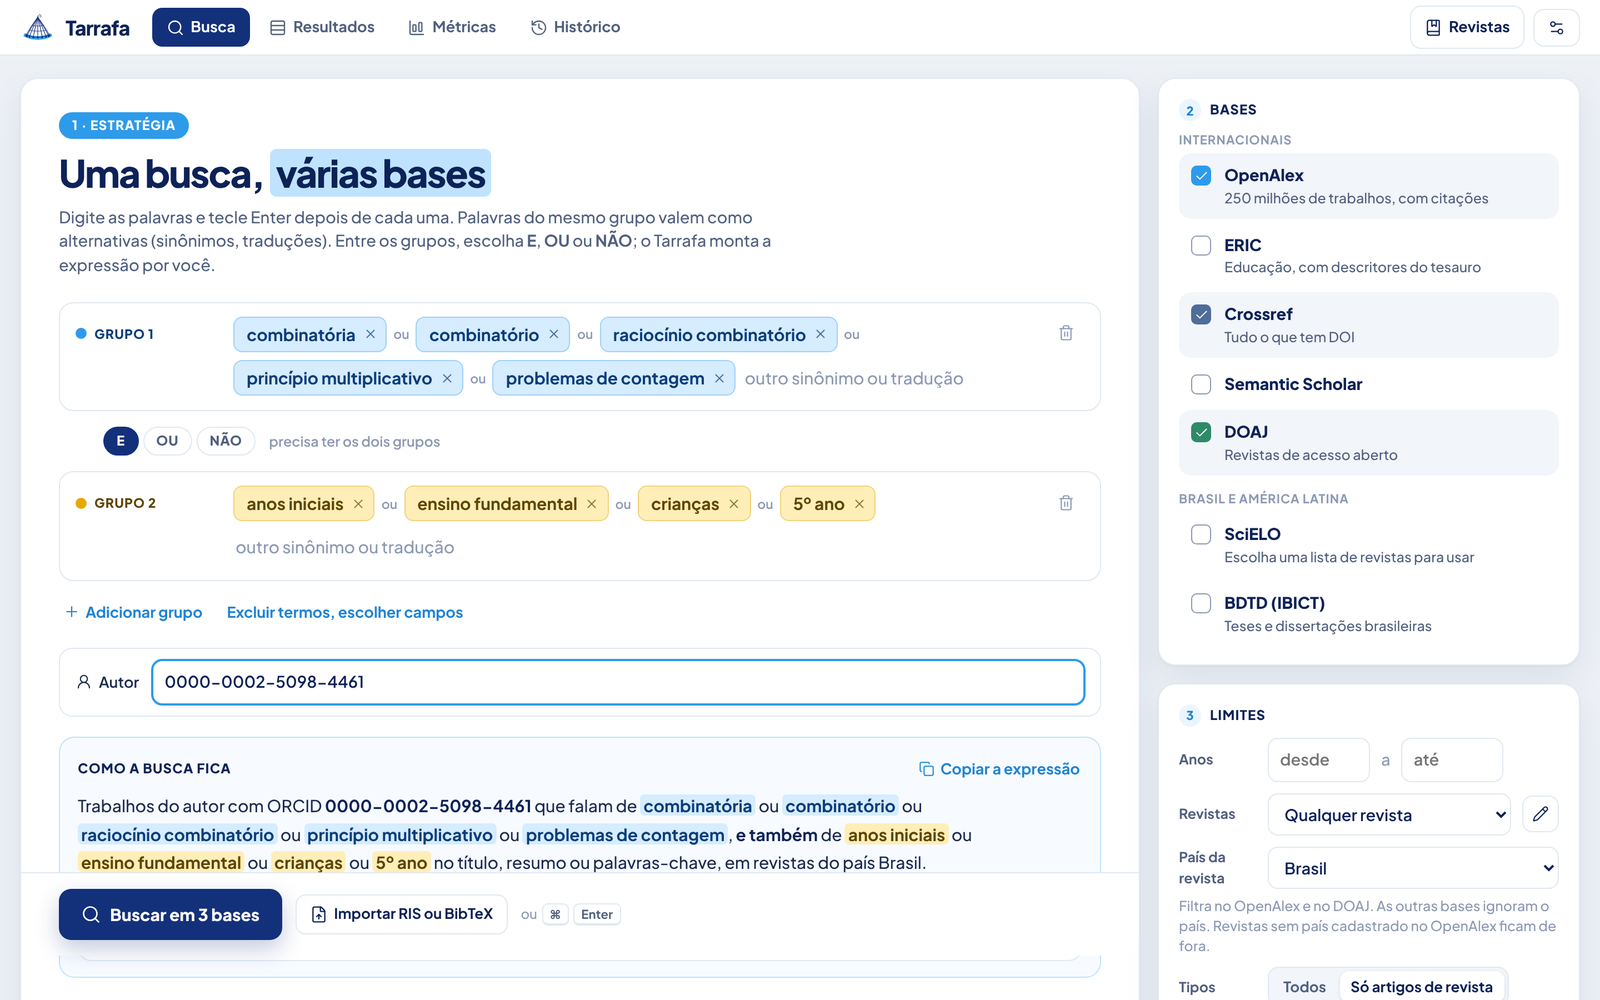 Tarrafa
Busca
Resultados
Métricas
Histórico
Revistas
1 · ESTRATÉGIA
Uma busca, várias bases
Digite as palavras e tecle Enter depois de cada uma. Palavras do mesmo grupo valem como
alternativas (sinônimos, traduções). Entre os grupos, escolha E, OU ou NÃO; o Tarrafa monta a
expressão por você.
GRUPO 1
combinatória × ou combinatório × ou raciocínio combinatório × ou
princípio multiplicativo × ou problemas de contagem × outro sinônimo ou tradução
E OU NÃO precisa ter os dois grupos
GRUPO 2
anos iniciais × ou ensino fundamental × ou crianças × ou 5º ano ×
outro sinônimo ou tradução
+ Adicionar grupo Excluir termos, escolher campos
Autor 0000-0002-5098-4461
COMO A BUSCA FICA
Copiar a expressão
Trabalhos do autor com ORCID 0000-0002-5098-4461 que falam de combinatória ou combinatório ou
raciocínio combinatório ou princípio multiplicativo ou problemas de contagem , e também de anos iniciais ou
ensino fundamental ou crianças ou 5º ano no título, resumo ou palavras-chave, em revistas do país Brasil.
Buscar em 3 bases
Importar RIS ou BibTeX
ou ⌘ Enter
2 BASES
INTERNACIONAIS
OpenAlex
250 milhões de trabalhos, com citações
ERIC
Educação, com descritores do tesauro
Crossref
Tudo o que tem DOI
Semantic Scholar
DOAJ
Revistas de acesso aberto
BRASIL E AMÉRICA LATINA
SciELO
Escolha uma lista de revistas para usar
BDTD (IBICT)
Teses e dissertações brasileiras
3 LIMITES
Anos desde a até
Revistas Qualquer revista
País da
revista
Brasil
Filtra no OpenAlex e no DOAJ. As outras bases ignoram o
país. Revistas sem país cadastrado no OpenAlex ficam de
fora.
Tipos Todos Só artigos de revista